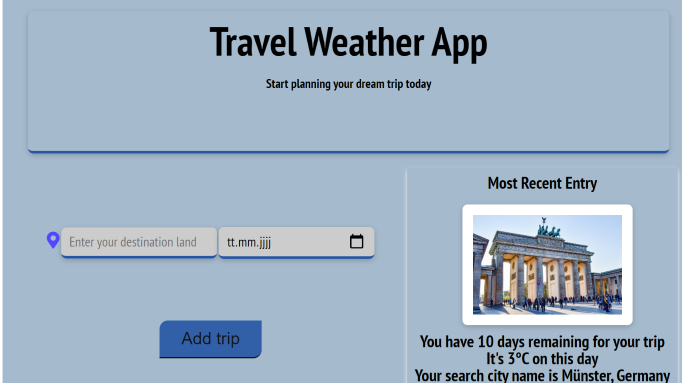 Travel Weather App
Start planning your dream trip today
Most Recent Entry
Enter your destination land
tt.mm.jjjj
Add trip
You have 10 days remaining for your trip
It's 3°C on this day
Your search city name is Münster, Germany